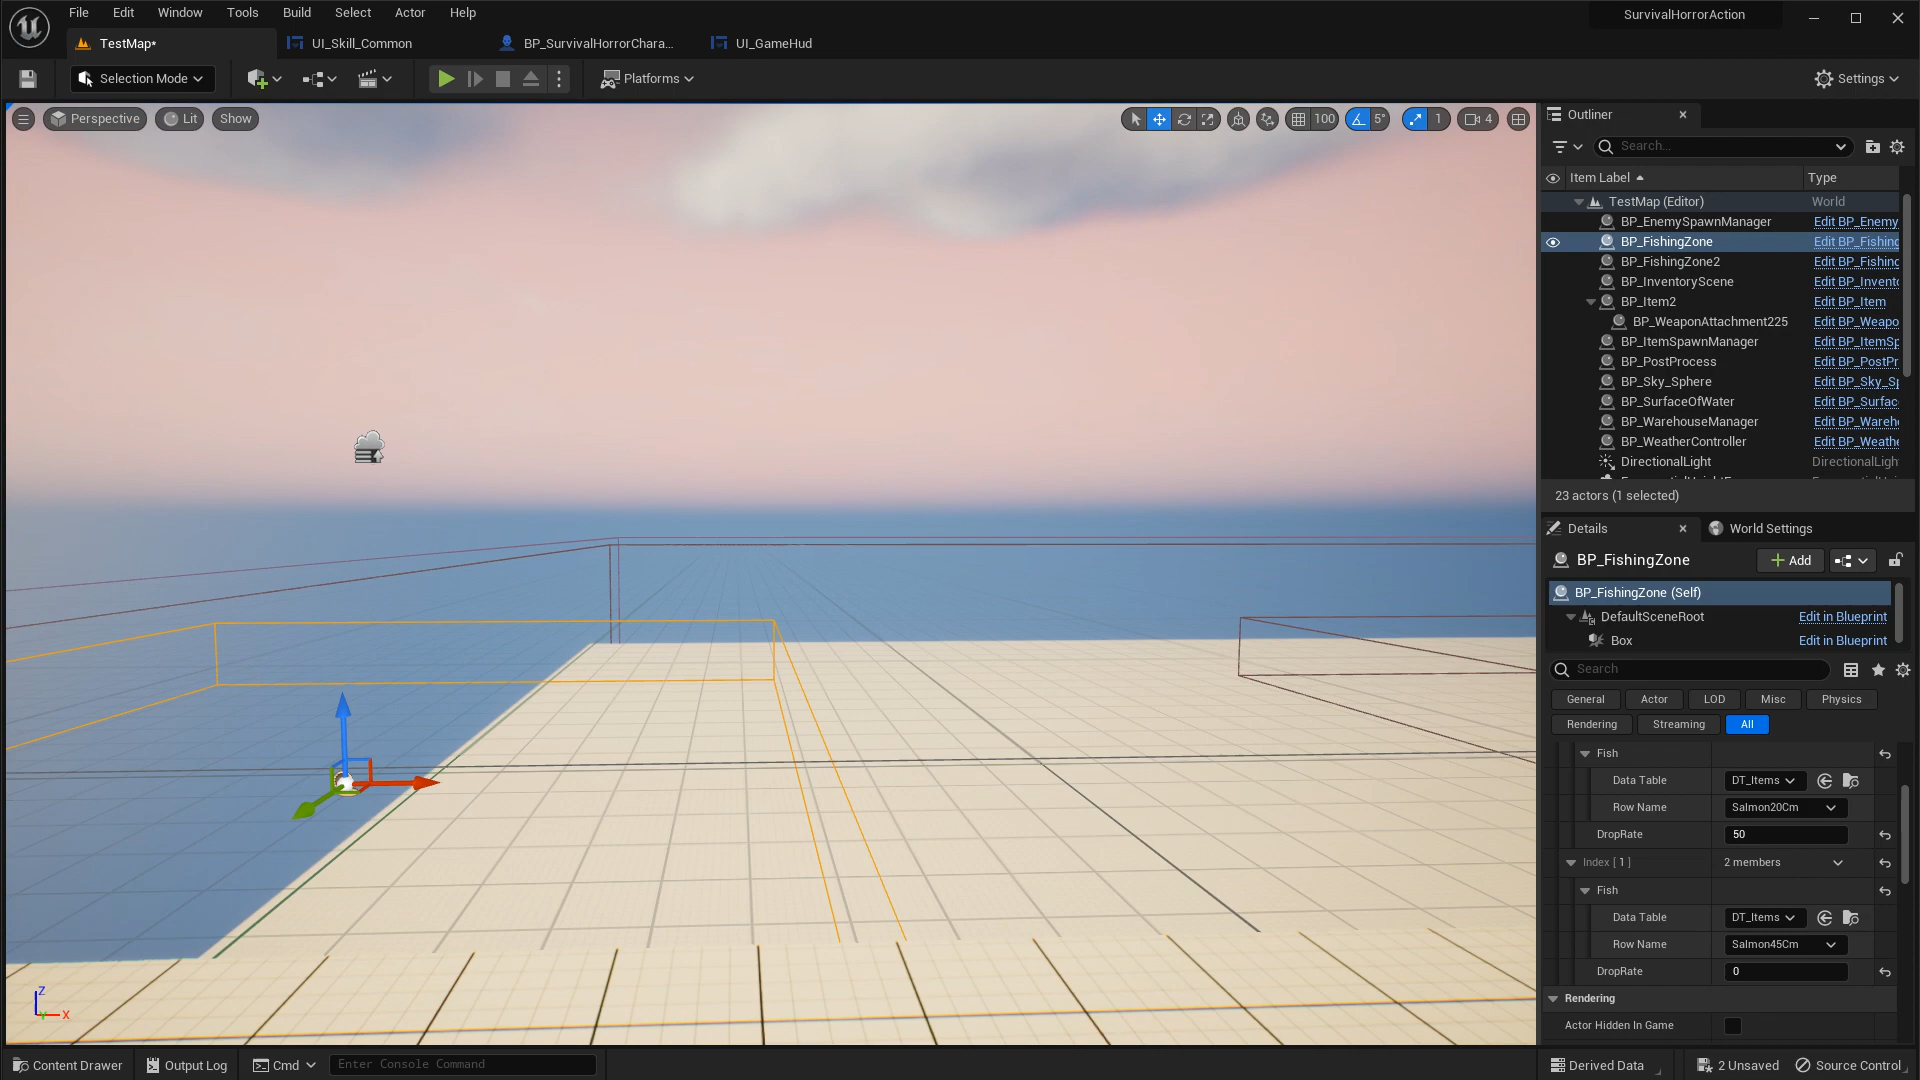 File Edit Window Tools Build Select Actor Help
SurvivalHorrorAction
TestMap*
UI_Skill_Common
BP_SurvivalHorrorChara...
UI_GameHud
Selection Mode
Platforms
Settings
Perspective
Lit
Show
100
5°
1
4
Outliner
Search...
Item Label
Type
TestMap (Editor)
World
BP_EnemySpawnManager
Edit BP_Enemy
BP_FishingZone
Edit BP_Fishing
BP_FishingZone2
Edit BP_Fishing
BP_InventoryScene
Edit BP_Invento
BP_Item2
Edit BP_Item
BP_WeaponAttachment225
Edit BP_Weapo
BP_ItemSpawnManager
Edit BP_ItemSp
BP_PostProcess
Edit BP_PostPr
BP_Sky_Sphere
Edit BP_Sky_Sp
BP_SurfaceOfWater
Edit BP_Surfac
BP_WarehouseManager
Edit BP_Wareh
BP_WeatherController
Edit BP_Weathe
DirectionalLight
DirectionalLigh
23 actors (1 selected)
Details
World Settings
BP_FishingZone
Add
BP_FishingZone (Self)
DefaultSceneRoot
Edit in Blueprint
Box
Edit in Blueprint
Search
General Actor LOD Misc Physics
Rendering Streaming All
Fish
Data Table
DT_Items
Row Name
Salmon20Cm
DropRate
50
Index [ 1 ]
2 members
Fish
Data Table
DT_Items
Row Name
Salmon45Cm
DropRate
0
Rendering
Actor Hidden In Game
Z
Y
X
Content Drawer
Output Log
Cmd
Enter Console Command
Derived Data
2 Unsaved
Source Control